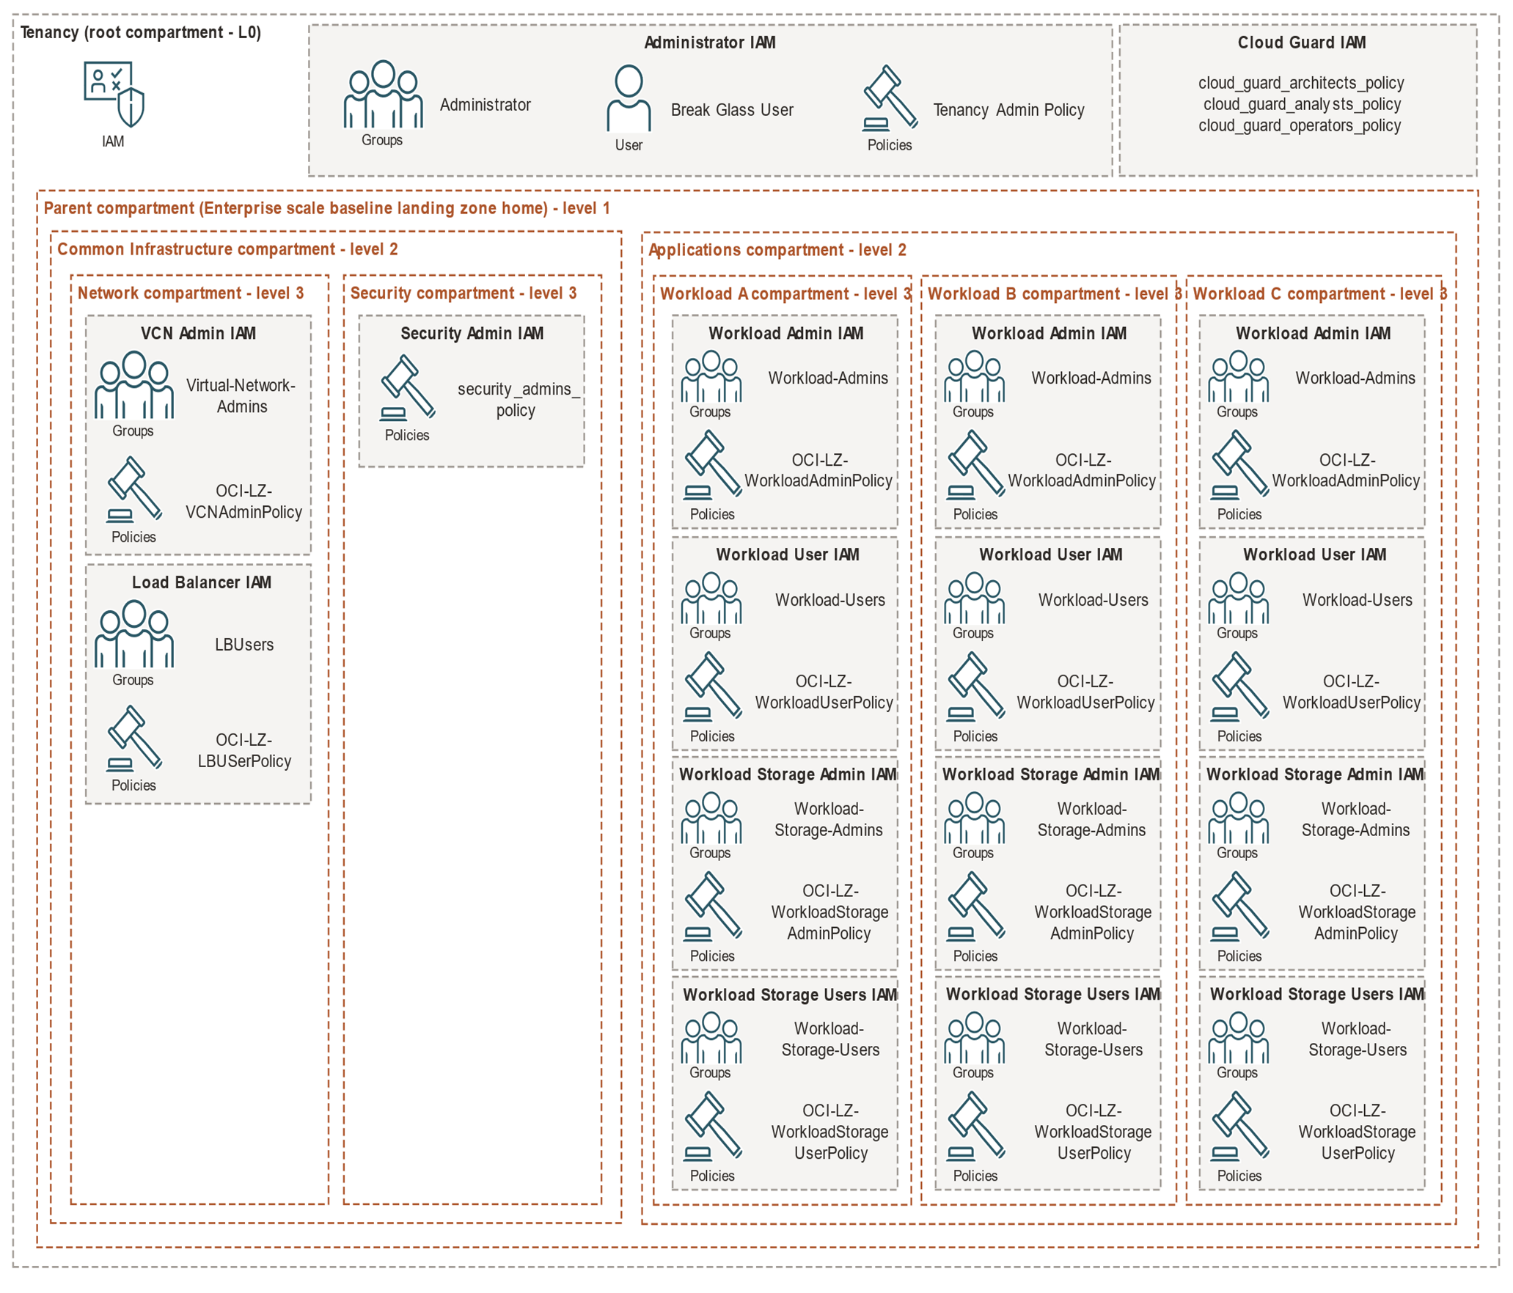 Tenancy (root compartment - L0)
IAM
Administrator IAM
Administrator
Groups
Break Glass User
User
Tenancy Admin Policy
Policies
Cloud Guard IAM
cloud_guard_architects_policy
cloud_guard_analysts_policy
cloud_guard_operators_policy
Parent compartment (Enterprise scale baseline landing zone home) - level 1
Common Infrastructure compartment - level 2
Network compartment - level 3
VCN Admin IAM
Virtual-Network-
Admins
Groups
OCI-LZ-
VCNAdminPolicy
Policies
Load Balancer IAM
LBUsers
Groups
OCI-LZ-
LBUSerPolicy
Policies
Security compartment - level 3
Security Admin IAM
security_admins_
policy
Policies
Applications compartment - level 2
Workload A compartment - level 3
Workload Admin IAM
Workload-Admins
Groups
OCI-LZ-
WorkloadAdminPolicy
Policies
Workload User IAM
Workload-Users
Groups
OCI-LZ-
WorkloadUserPolicy
Policies
Workload Storage Admin IAM
Workload-
Storage-Admins
Groups
OCI-LZ-
WorkloadStorage
AdminPolicy
Policies
Workload Storage Users IAM
Workload-
Storage-Users
Groups
OCI-LZ-
WorkloadStorage
UserPolicy
Policies
Workload B compartment - level 3
Workload Admin IAM
Workload-Admins
Groups
OCI-LZ-
WorkloadAdminPolicy
Policies
Workload User IAM
Workload-Users
Groups
OCI-LZ-
WorkloadUserPolicy
Policies
Workload Storage Admin IAM
Workload-
Storage-Admins
Groups
OCI-LZ-
WorkloadStorage
AdminPolicy
Policies
Workload Storage Users IAM
Workload-
Storage-Users
Groups
OCI-LZ-
WorkloadStorage
UserPolicy
Policies
Workload C compartment - level 3
Workload Admin IAM
Workload-Admins
Groups
OCI-LZ-
WorkloadAdminPolicy
Policies
Workload User IAM
Workload-Users
Groups
OCI-LZ-
WorkloadUserPolicy
Policies
Workload Storage Admin IAM
Workload-
Storage-Admins
Groups
OCI-LZ-
WorkloadStorage
AdminPolicy
Policies
Workload Storage Users IAM
Workload-
Storage-Users
Groups
OCI-LZ-
WorkloadStorage
UserPolicy
Policies